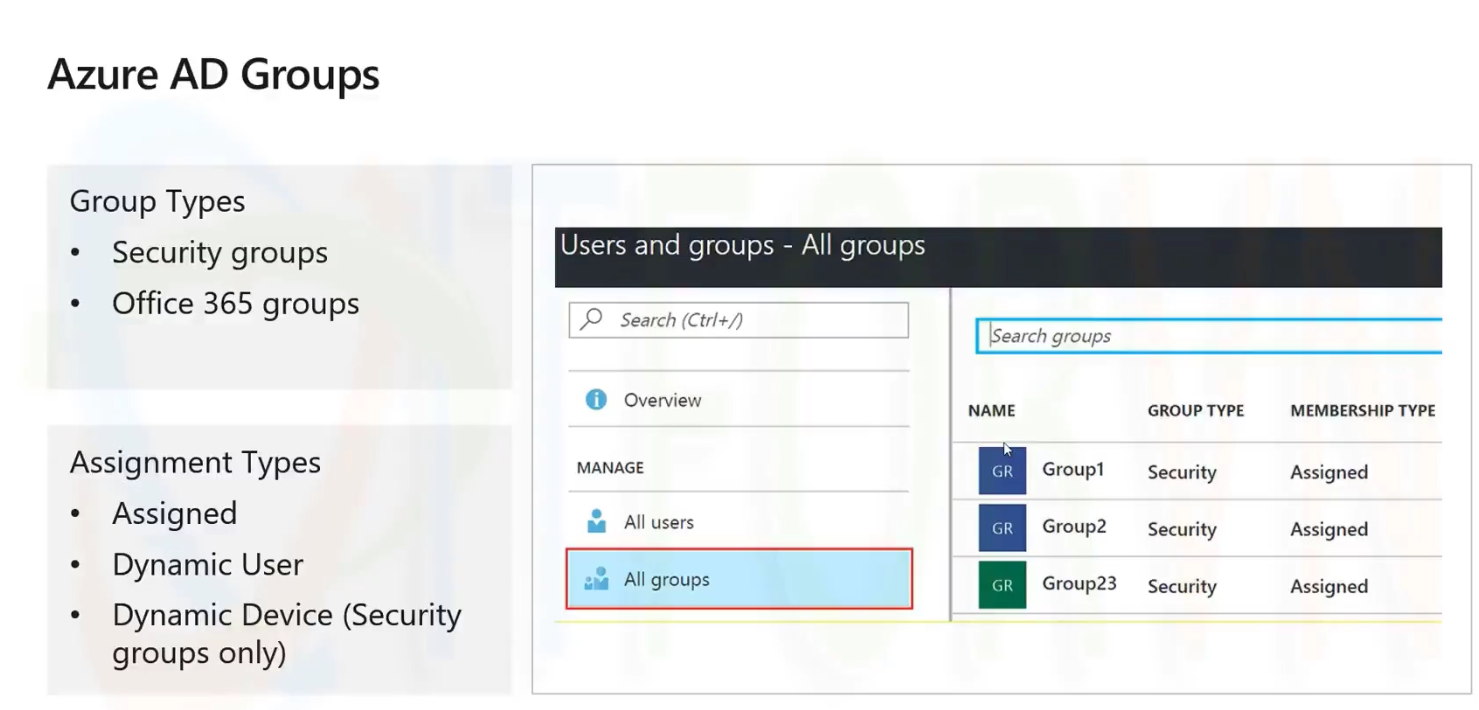 Azure AD Groups
Group Types
• Security groups
• Office 365 groups
Assignment Types
• Assigned
• Dynamic User
• Dynamic Device (Security
groups only)
Users and groups - All groups
Search (Ctrl+/)
Overview
MANAGE
All users
All groups
Search groups
NAME GROUP TYPE MEMBERSHIP TYPE
GR Group1 Security Assigned
GR Group2 Security Assigned
GR Group23 Security Assigned